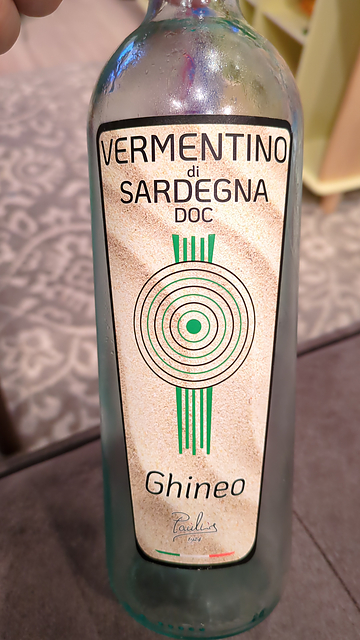 VERMENTINO
di
SARDEGNA
DOC
Ghineo